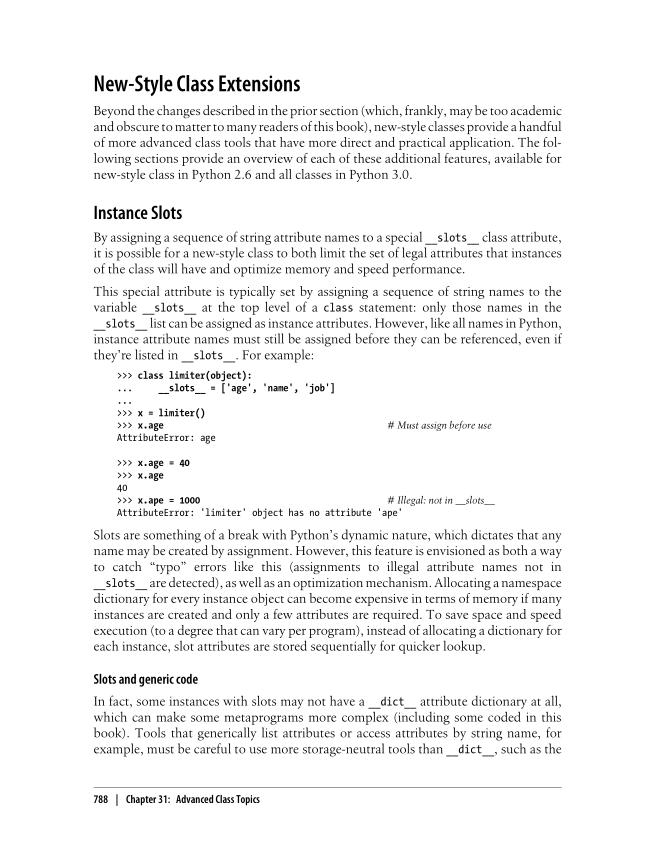 New-Style Class Extensions
Beyond the changes described in the prior section (which, frankly, may be too academic
and obscure to matter to many readers of this book), new-style classes provide a handful
of more advanced class tools that have more direct and practical application. The fol-
lowing sections provide an overview of each of these additional features, available for
new-style class in Python 2.6 and all classes in Python 3.0.
Instance Slots
By assigning a sequence of string attribute names to a special __slots__ class attribute,
it is possible for a new-style class to both limit the set of legal attributes that instances
of the class will have and optimize memory and speed performance.
This special attribute is typically set by assigning a sequence of string names to the
variable __slots__ at the top level of a class statement: only those names in the
__slots__ list can be assigned as instance attributes. However, like all names in Python,
instance attribute names must still be assigned before they can be referenced, even if
they're listed in __slots__. For example:
>>> class limiter(object):
...     __slots__ = ['age', 'name', 'job']
...
>>> x = limiter()
>>> x.age # Must assign before use
AttributeError: age
>>> x.age = 40
>>> x.age
40
>>> x.ape = 1000 # Illegal: not in __slots__
AttributeError: 'limiter' object has no attribute 'ape'
Slots are something of a break with Python's dynamic nature, which dictates that any
name may be created by assignment. However, this feature is envisioned as both a way
to catch “typo” errors like this (assignments to illegal attribute names not in
__slots__ are detected), as well as an optimization mechanism. Allocating a namespace
dictionary for every instance object can become expensive in terms of memory if many
instances are created and only a few attributes are required. To save space and speed
execution (to a degree that can vary per program), instead of allocating a dictionary for
each instance, slot attributes are stored sequentially for quicker lookup.
Slots and generic code
In fact, some instances with slots may not have a __dict__ attribute dictionary at all,
which can make some metaprograms more complex (including some coded in this
book). Tools that generically list attributes or access attributes by string name, for
example, must be careful to use more storage-neutral tools than __dict__, such as the
788 | Chapter 31: Advanced Class Topics